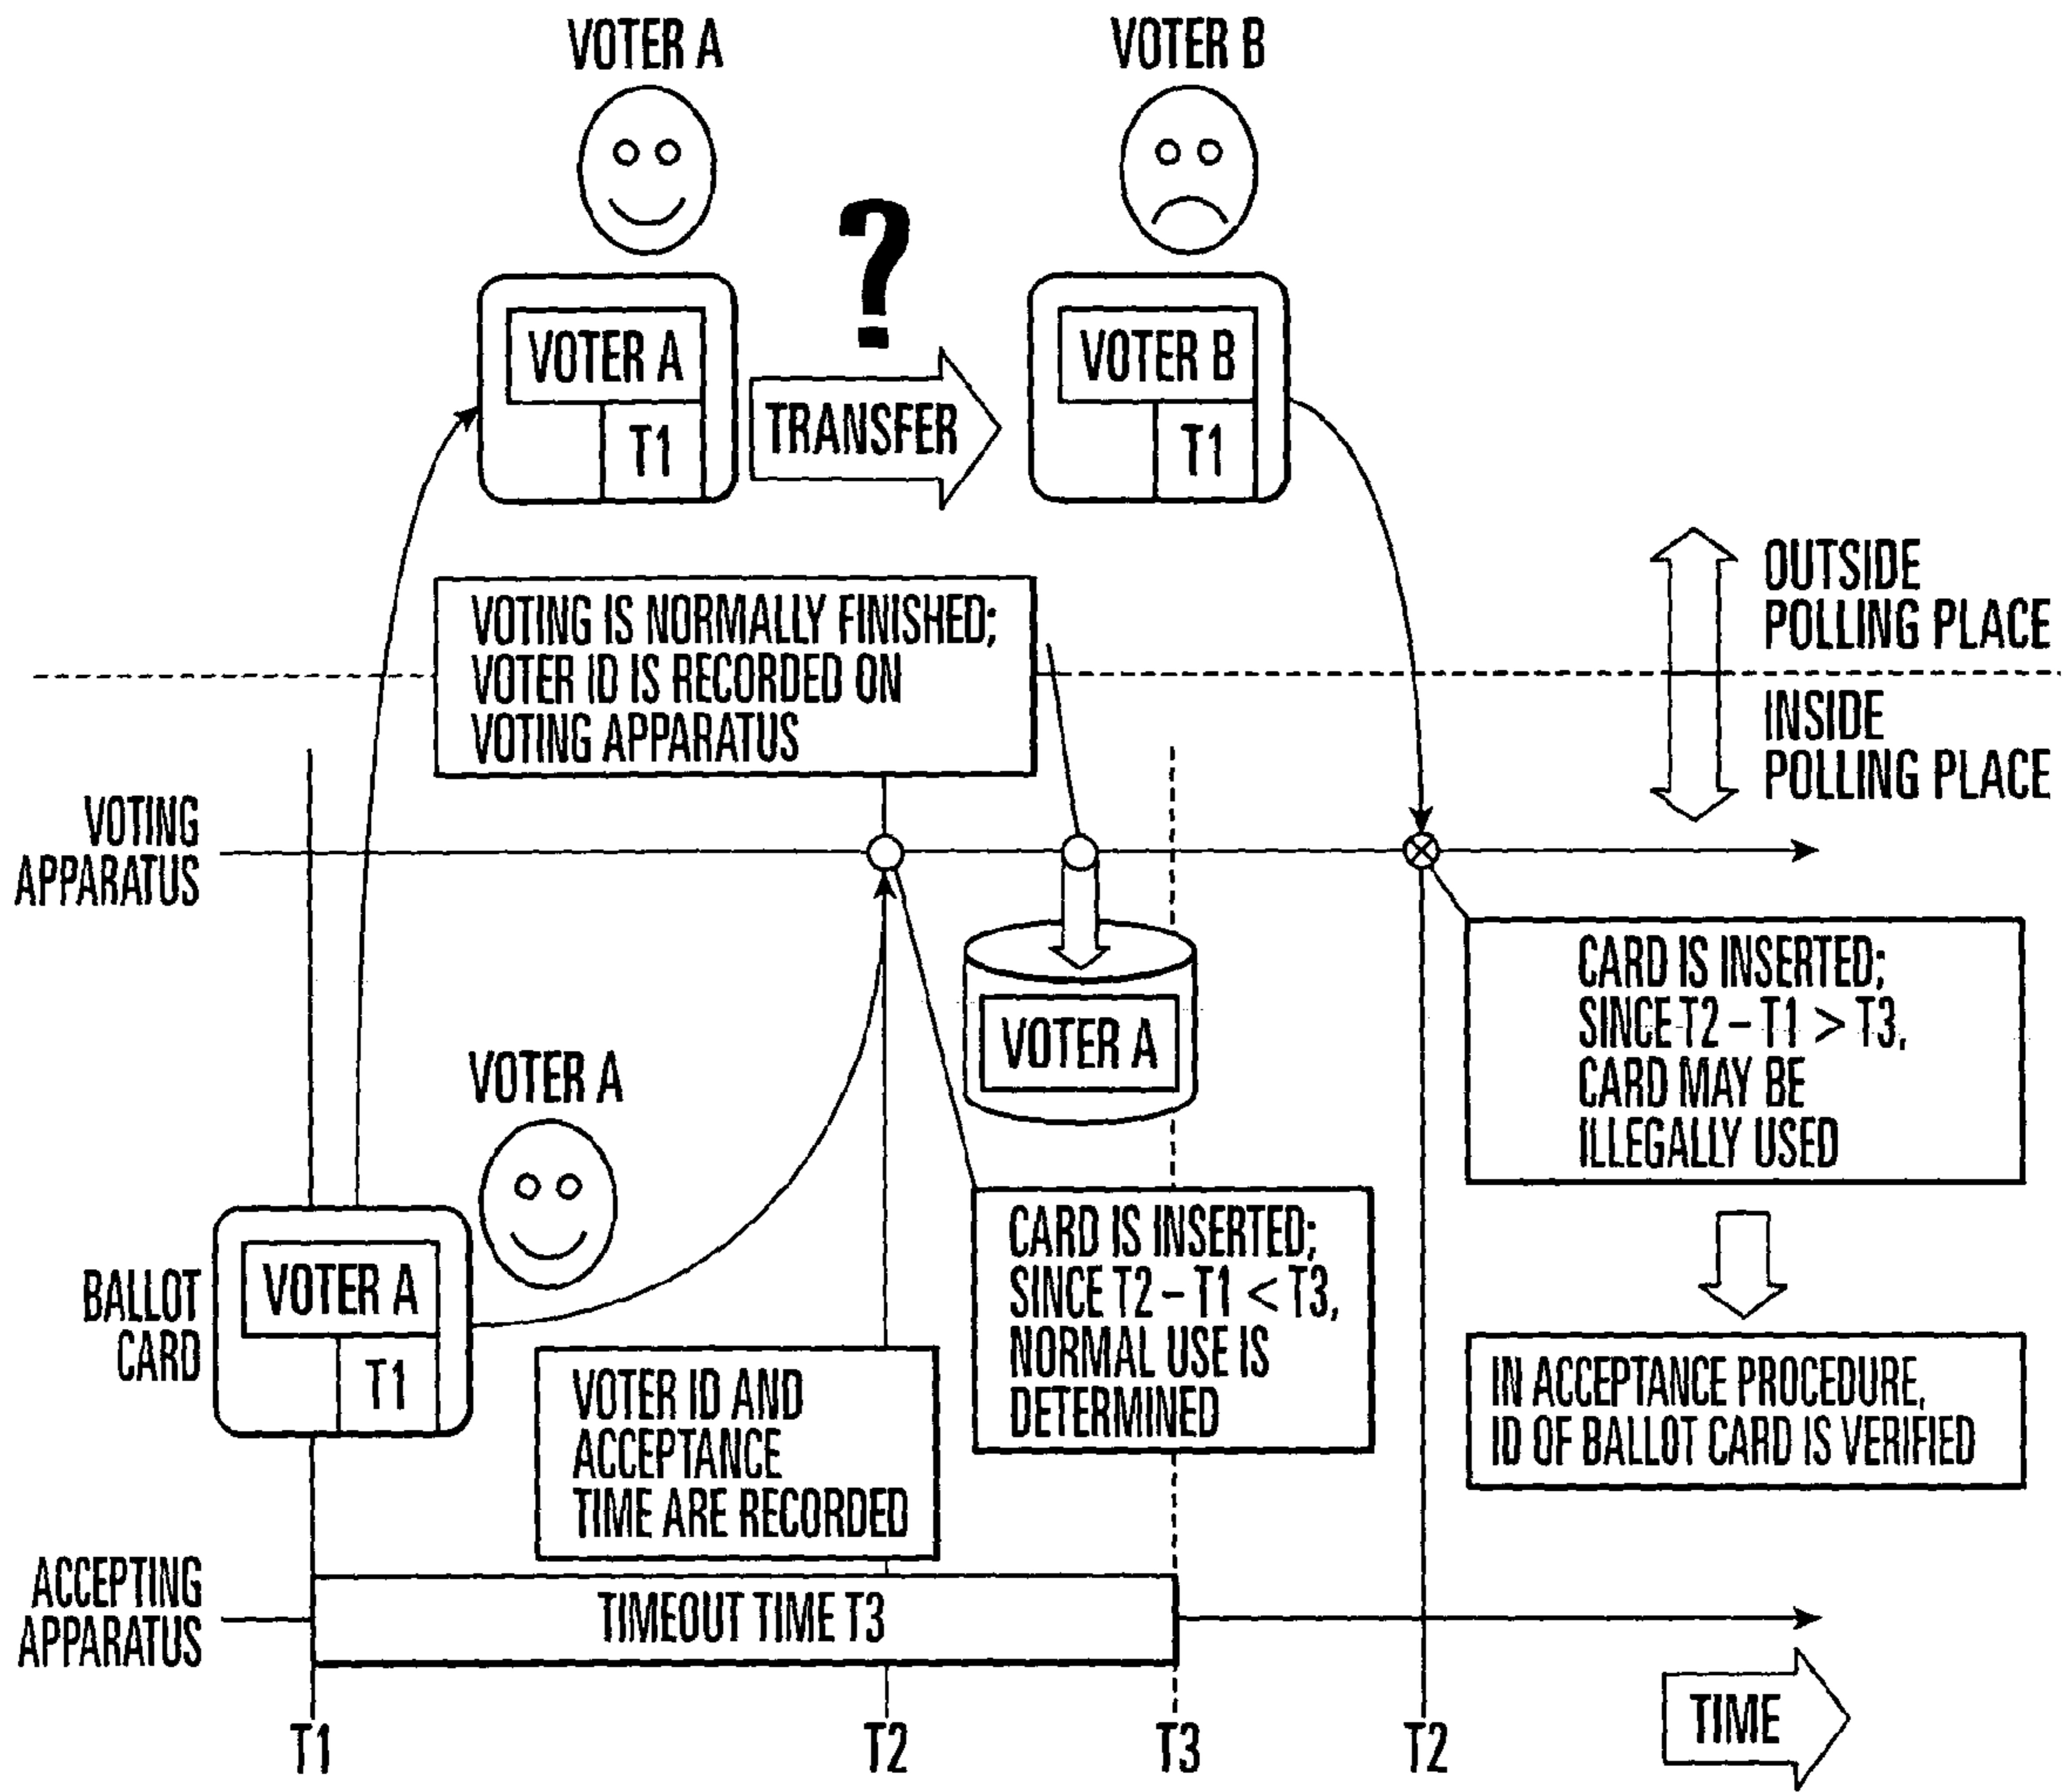 VOTER A
VOTER B
?
VOTER A
T1
TRANSFER
VOTER B
T1
OUTSIDE
POLLING PLACE
INSIDE
POLLING PLACE
VOTING IS NORMALLY FINISHED;
VOTER ID IS RECORDED ON
VOTING APPARATUS
VOTING
APPARATUS
VOTER A
CARD IS INSERTED;
SINCE T2 – T1 > T3,
CARD MAY BE
ILLEGALLY USED
VOTER A
BALLOT
CARD
VOTER A
T1
CARD IS INSERTED;
SINCE T2 – T1 < T3,
NORMAL USE IS
DETERMINED
VOTER ID AND
ACCEPTANCE
TIME ARE RECORDED
IN ACCEPTANCE PROCEDURE,
ID OF BALLOT CARD IS VERIFIED
ACCEPTING
APPARATUS
TIMEOUT TIME T3
T1
T2
T3
T2
TIME